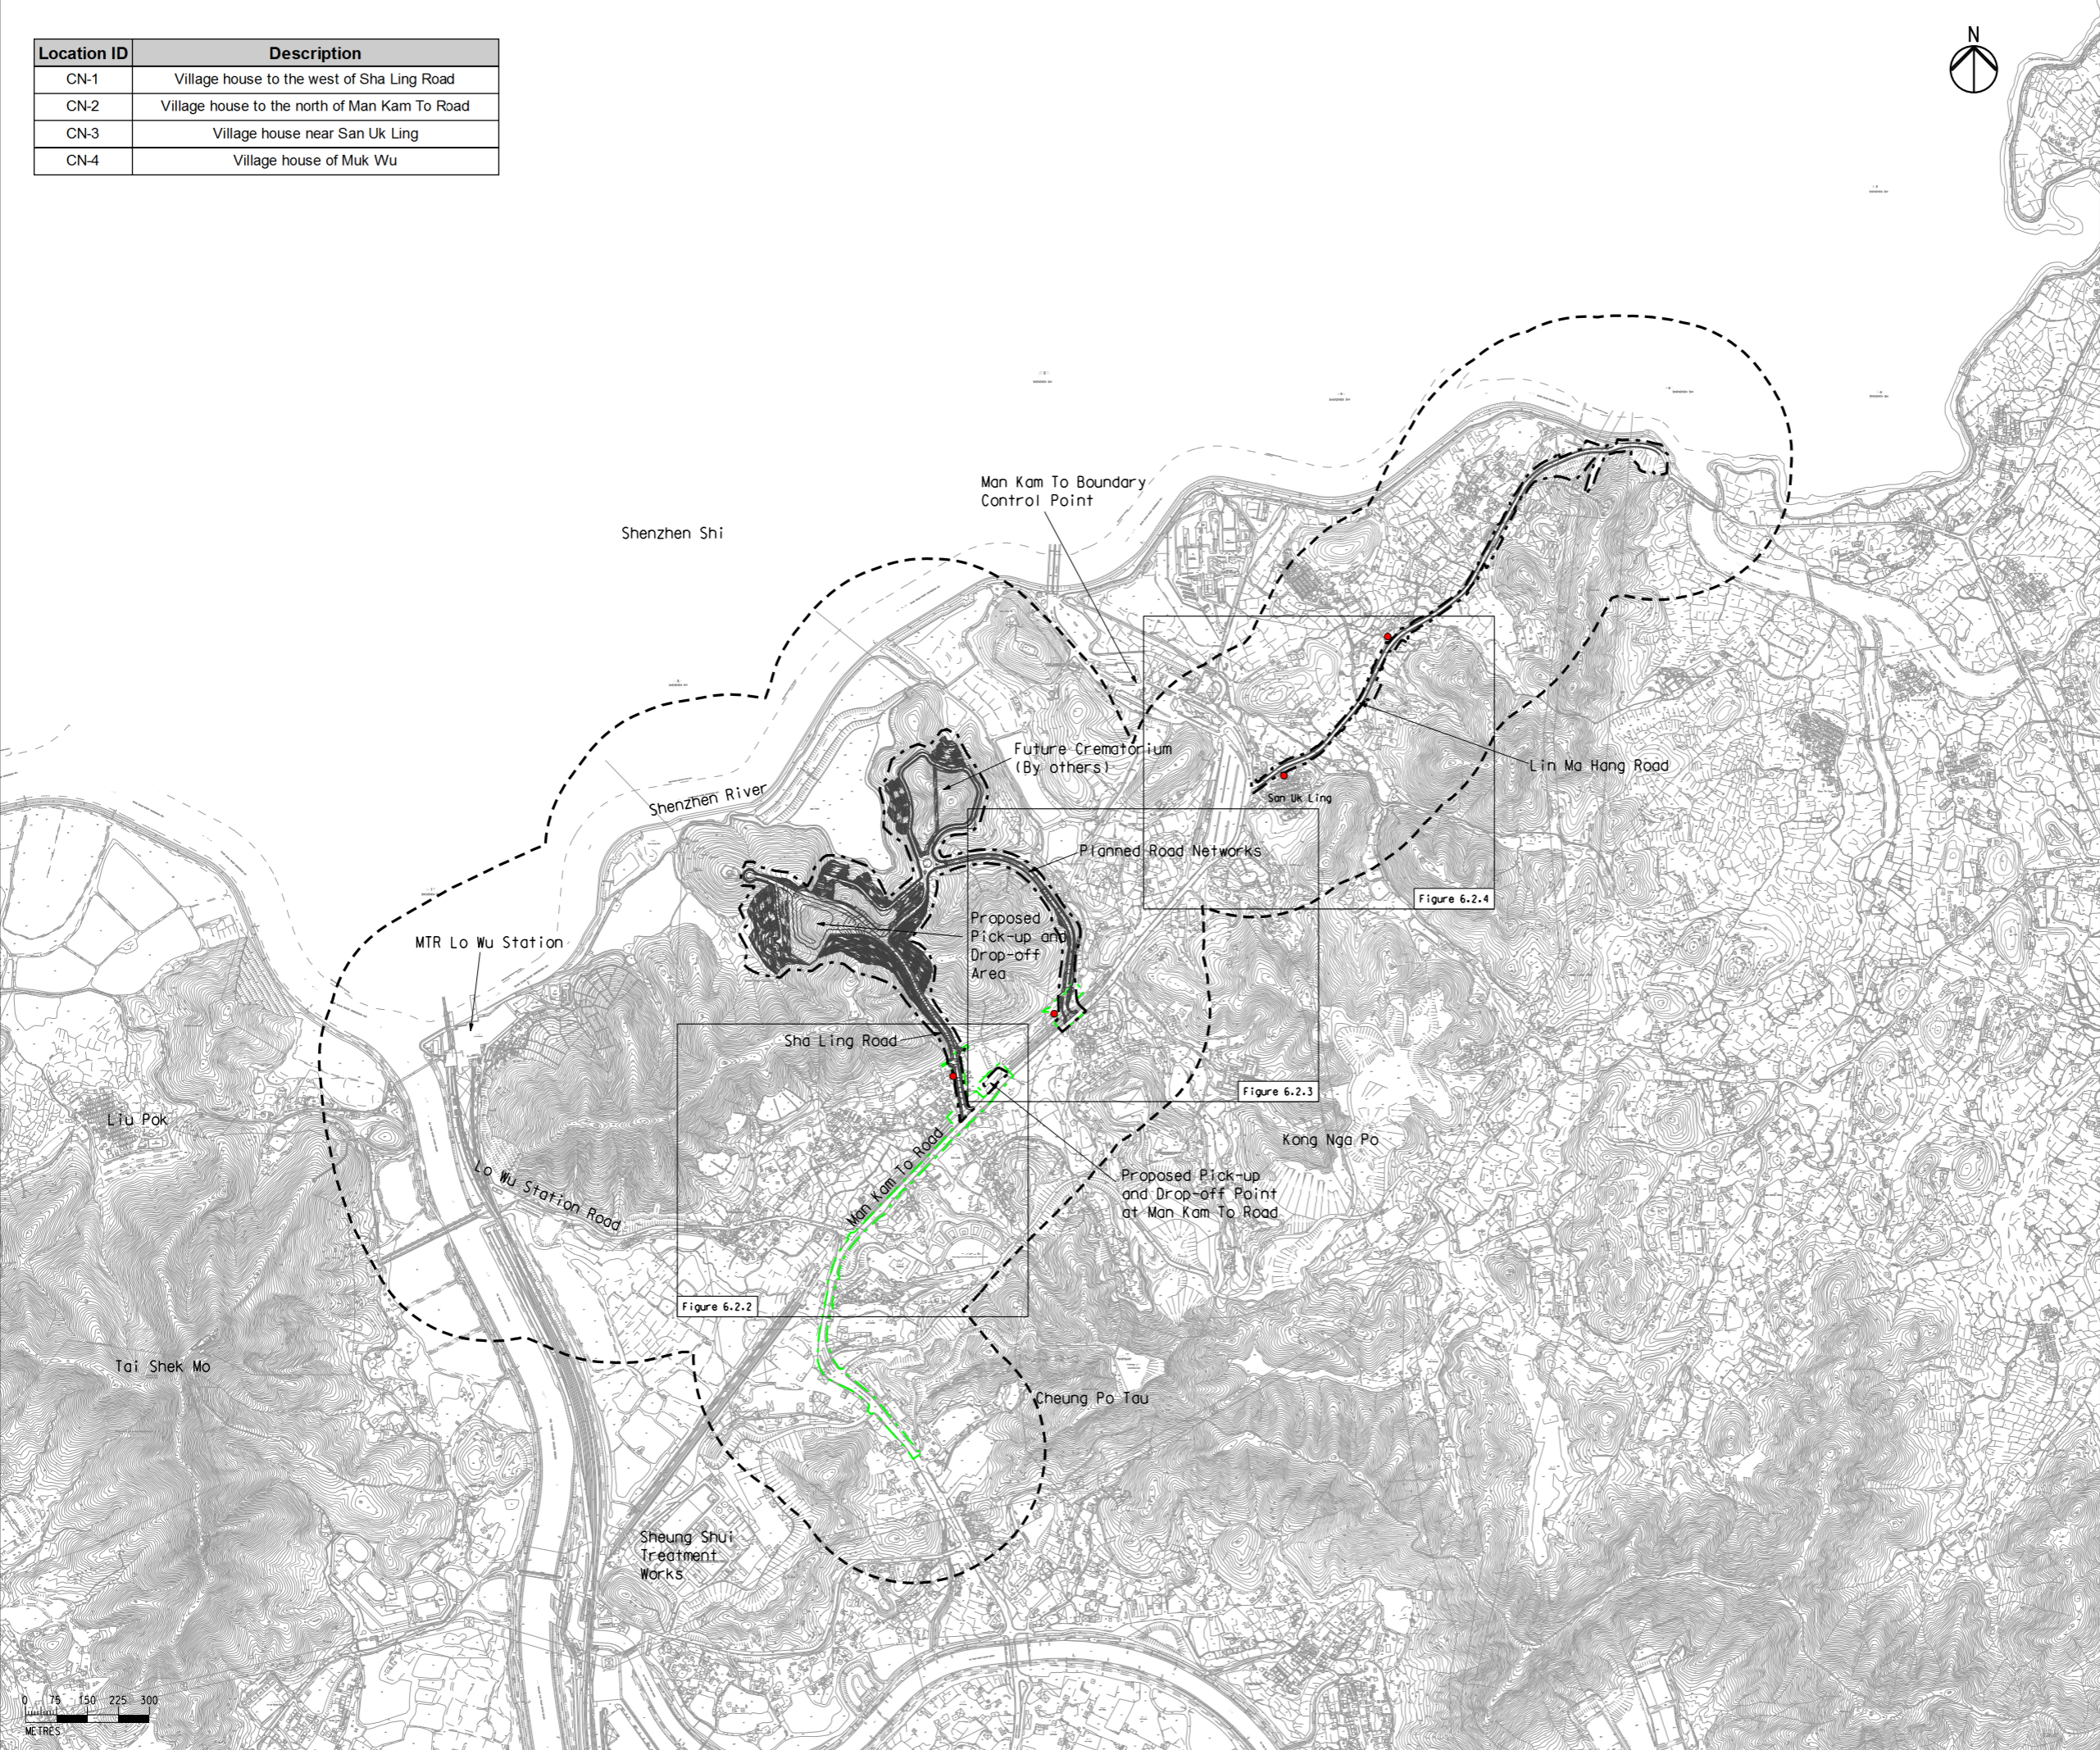 Location ID Description
CN-1 Village house to the west of Sha Ling Road
CN-2 Village house to the north of Man Kam To Road
CN-3 Village house near San Uk Ling
CN-4 Village house of Muk Wu
N
Man Kam To Boundary
Control Point
Shenzhen Shi
Future Crematorium
(By others)
Lin Ma Hang Road
San Uk Ling
Shenzhen River
Planned Road Networks
Figure 6.2.4
Proposed
Pick-up and
Drop-off
Area
MTR Lo Wu Station
Sha Ling Road
Figure 6.2.3
Liu Pok
Kong Nga Po
Man Kam To Road
Lo Wu Station Road
Proposed Pick-up
and Drop-off Point
at Man Kam To Road
Figure 6.2.2
Tai Shek Mo
Cheung Po Tau
Sheung Shui
Treatment
Works
0 75 150 225 300
METRES